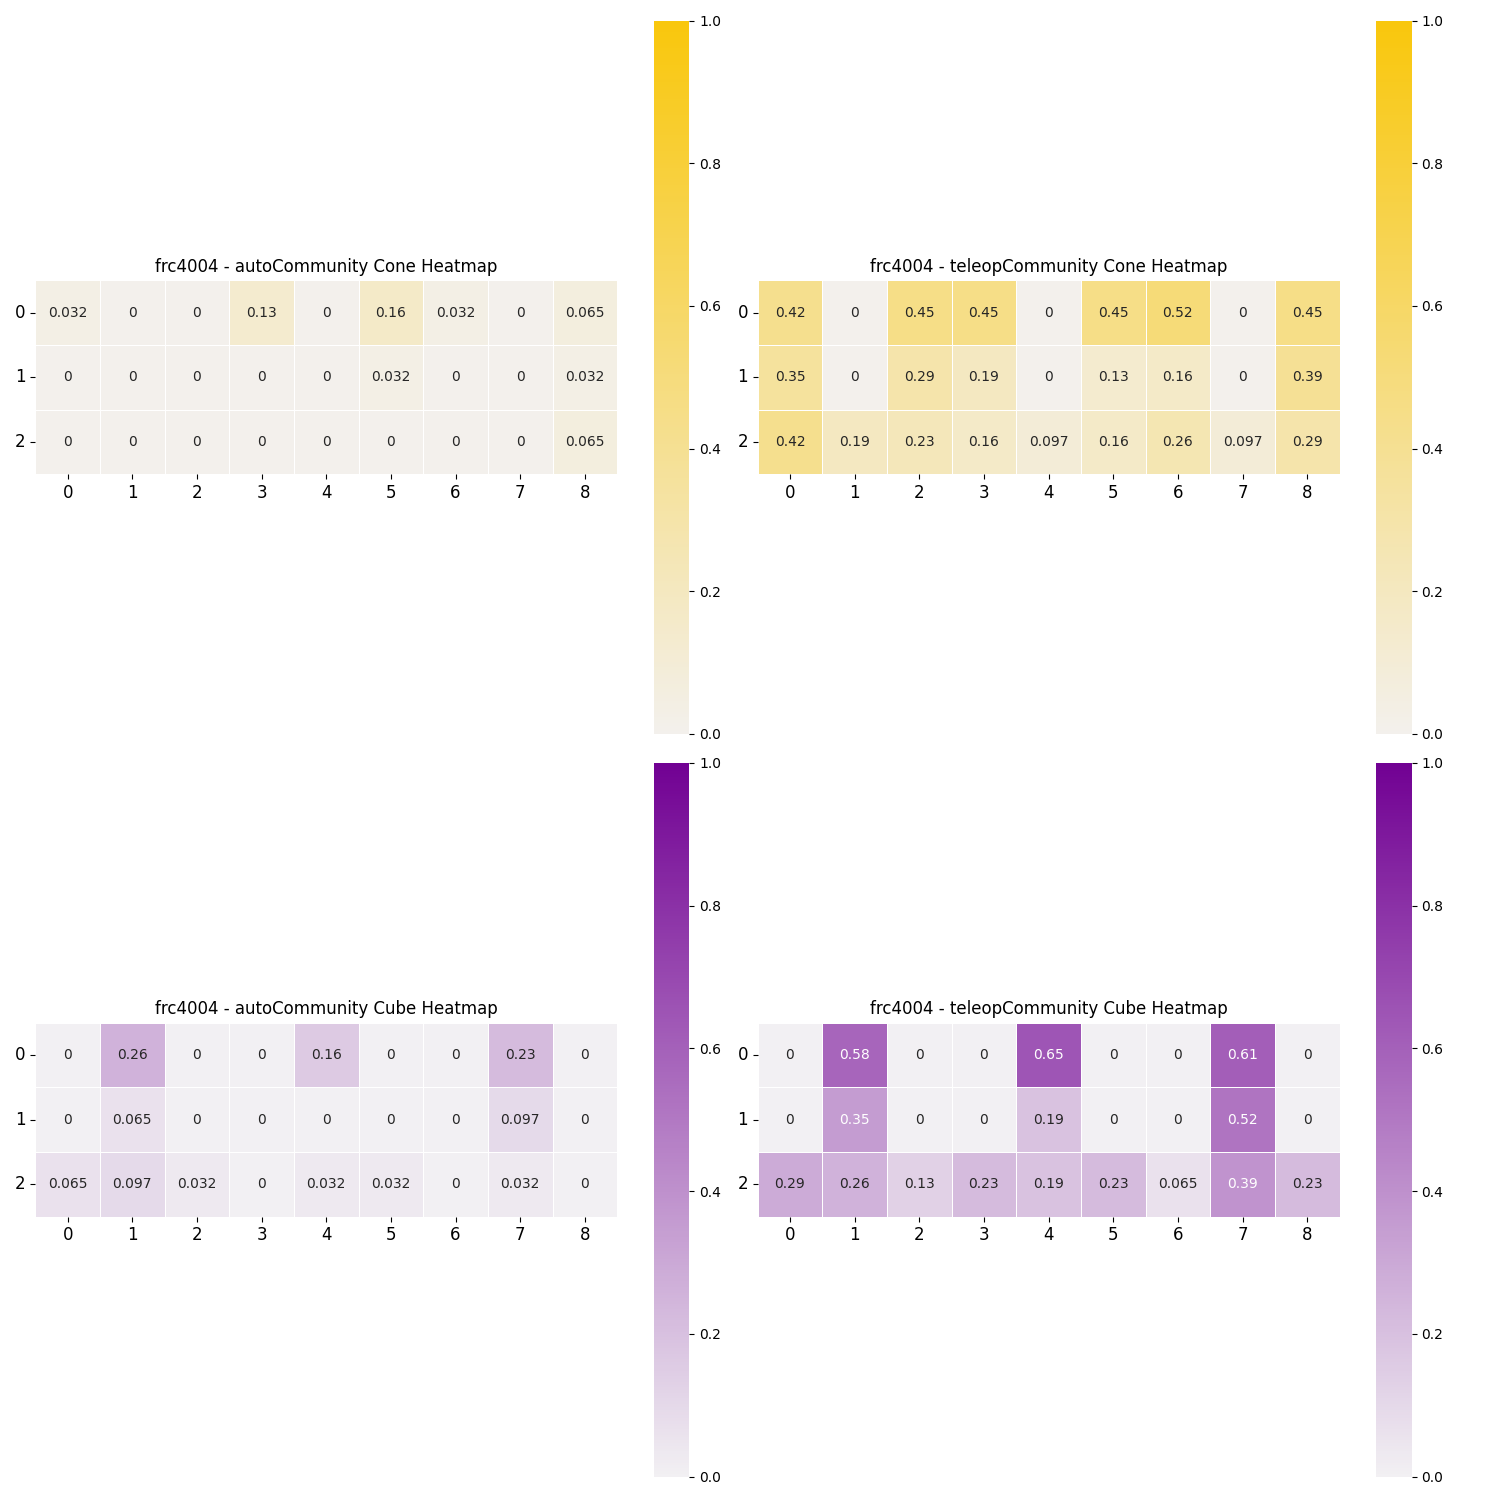 frc4004 - autoCommunity Cone Heatmap
0 0.032 0 0 0.13 0 0.16 0.032 0 0.065
1 0 0 0 0 0 0.032 0 0 0.032
2 0 0 0 0 0 0 0 0 0.065
0 1 2 3 4 5 6 7 8
1.0
0.8
0.6
0.4
0.2
0.0
frc4004 - teleopCommunity Cone Heatmap
0 0.42 0 0.45 0.45 0 0.45 0.52 0 0.45
1 0.35 0 0.29 0.19 0 0.13 0.16 0 0.39
2 0.42 0.19 0.23 0.16 0.097 0.16 0.26 0.097 0.29
0 1 2 3 4 5 6 7 8
1.0
0.8
0.6
0.4
0.2
0.0
frc4004 - autoCommunity Cube Heatmap
0 0 0.26 0 0 0.16 0 0 0.23 0
1 0 0.065 0 0 0 0 0 0.097 0
2 0.065 0.097 0.032 0 0.032 0.032 0 0.032 0
0 1 2 3 4 5 6 7 8
1.0
0.8
0.6
0.4
0.2
0.0
frc4004 - teleopCommunity Cube Heatmap
0 0 0.58 0 0 0.65 0 0 0.61 0
1 0 0.35 0 0 0.19 0 0 0.52 0
2 0.29 0.26 0.13 0.23 0.19 0.23 0.065 0.39 0.23
0 1 2 3 4 5 6 7 8
1.0
0.8
0.6
0.4
0.2
0.0